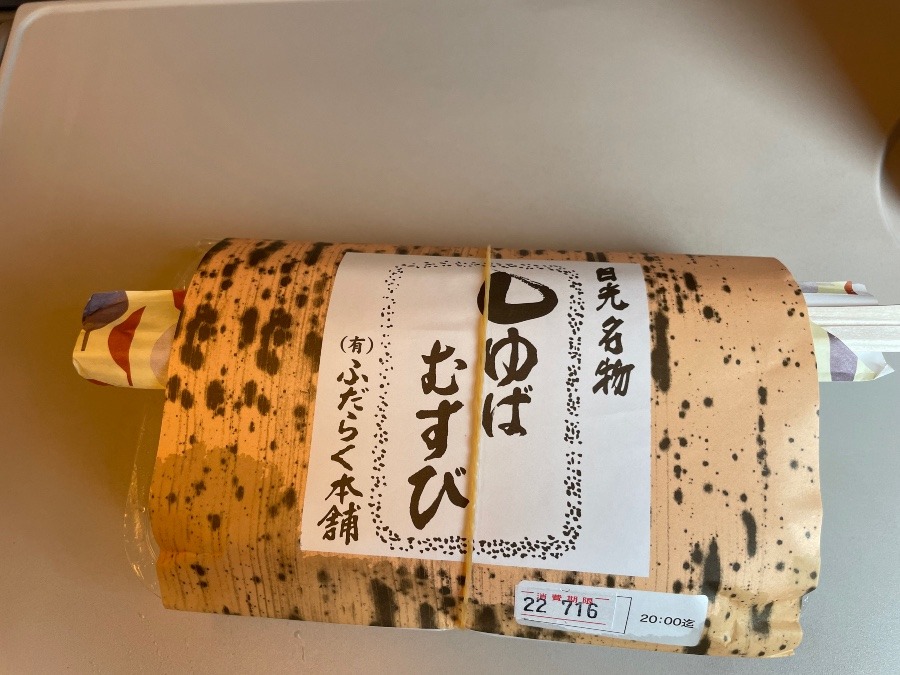 日光名物
ゆば
むすび
(有)ふだらく本舗
消費期限
22 716
20:00迄